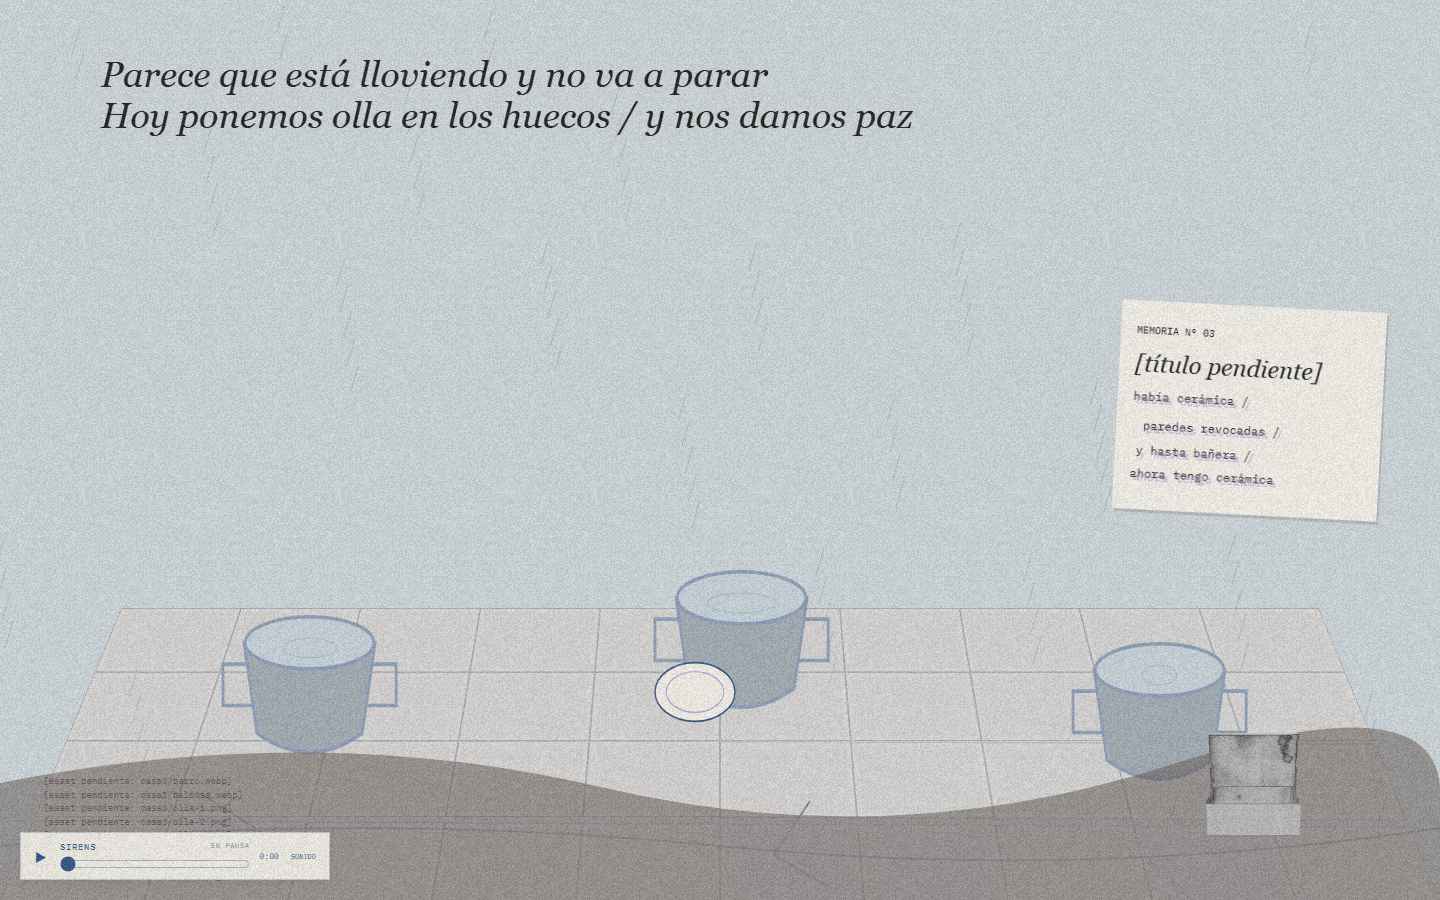 Parece que está lloviendo y no va a parar
Hoy ponemos olla en los huecos / y nos damos paz
MEMORIA Nº 03
[título pendiente]
había cerámica /
paredes revocadas /
y hasta bañera /
ahora tengo cerámica
[asset pendiente: casa3/barro.webp]
[asset pendiente: casa3/baldosa.webp]
[asset pendiente: casa3/olla-1.png]
[asset pendiente: casa3/olla-2.png]
SIRENS
EN PAUSA
0:00
SONIDO